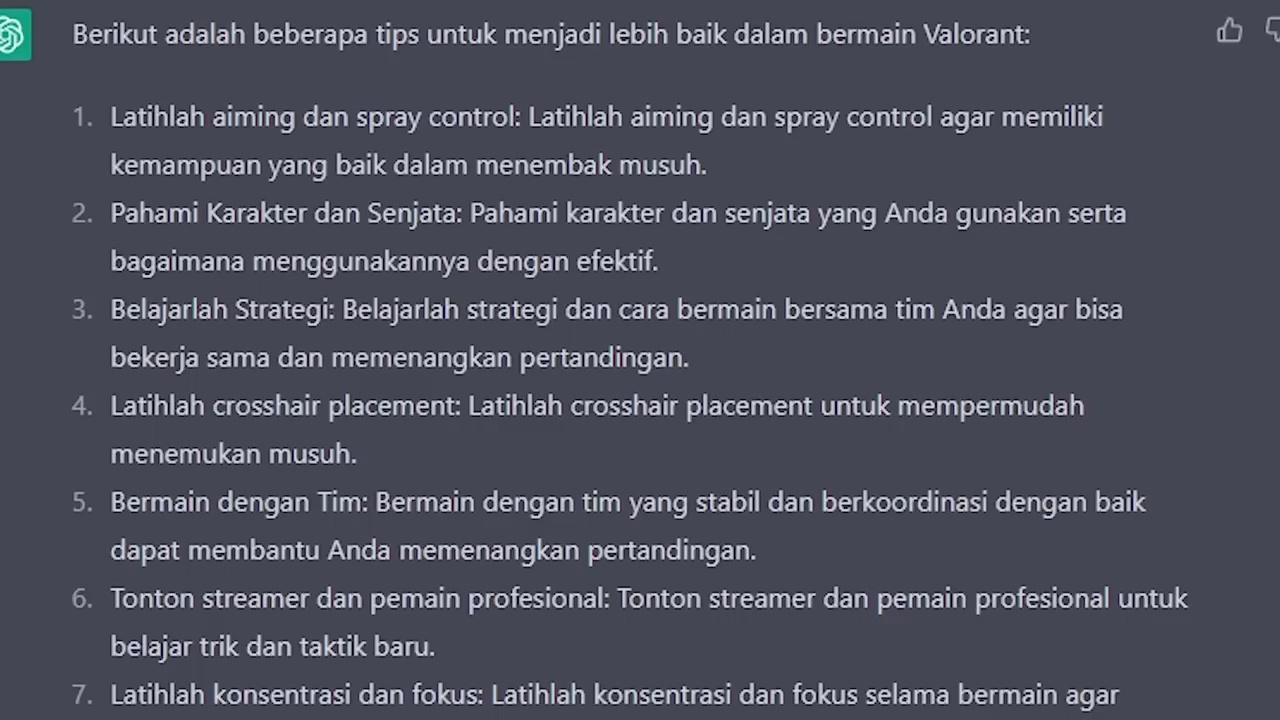 Berikut adalah beberapa tips untuk menjadi lebih baik dalam bermain Valorant:
1. Latihlah aiming dan spray control: Latihlah aiming dan spray control agar memiliki
kemampuan yang baik dalam menembak musuh.
2. Pahami Karakter dan Senjata: Pahami karakter dan senjata yang Anda gunakan serta
bagaimana menggunakannya dengan efektif.
3. Belajarlah Strategi: Belajarlah strategi dan cara bermain bersama tim Anda agar bisa
bekerja sama dan memenangkan pertandingan.
4. Latihlah crosshair placement: Latihlah crosshair placement untuk mempermudah
menemukan musuh.
5. Bermain dengan Tim: Bermain dengan tim yang stabil dan berkoordinasi dengan baik
dapat membantu Anda memenangkan pertandingan.
6. Tonton streamer dan pemain profesional: Tonton streamer dan pemain profesional untuk
belajar trik dan taktik baru.
7. Latihlah konsentrasi dan fokus: Latihlah konsentrasi dan fokus selama bermain agar